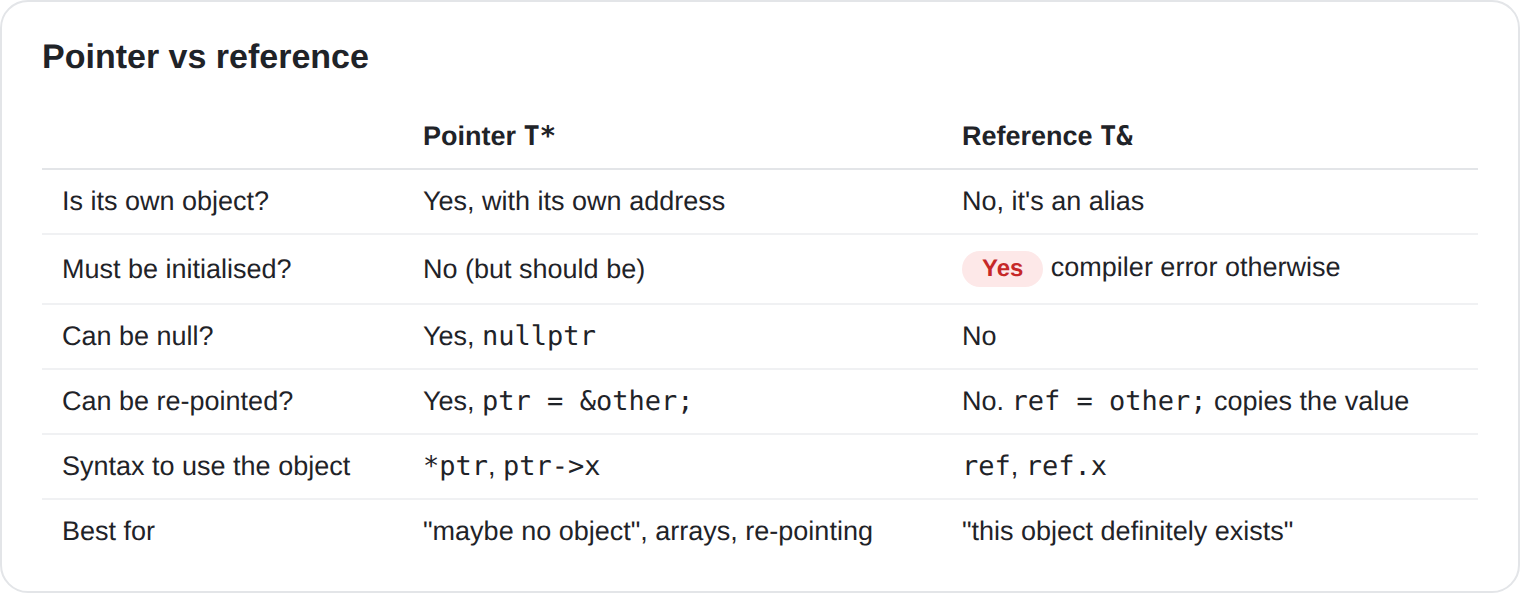 Pointer vs reference
Pointer T* Reference T&
Is its own object? Yes, with its own address No, it's an alias
Must be initialised? No (but should be) Yes compiler error otherwise
Can be null? Yes, nullptr No
Can be re-pointed? Yes, ptr = &other; No. ref = other; copies the value
Syntax to use the object *ptr, ptr->x ref, ref.x
Best for "maybe no object", arrays, re-pointing "this object definitely exists"